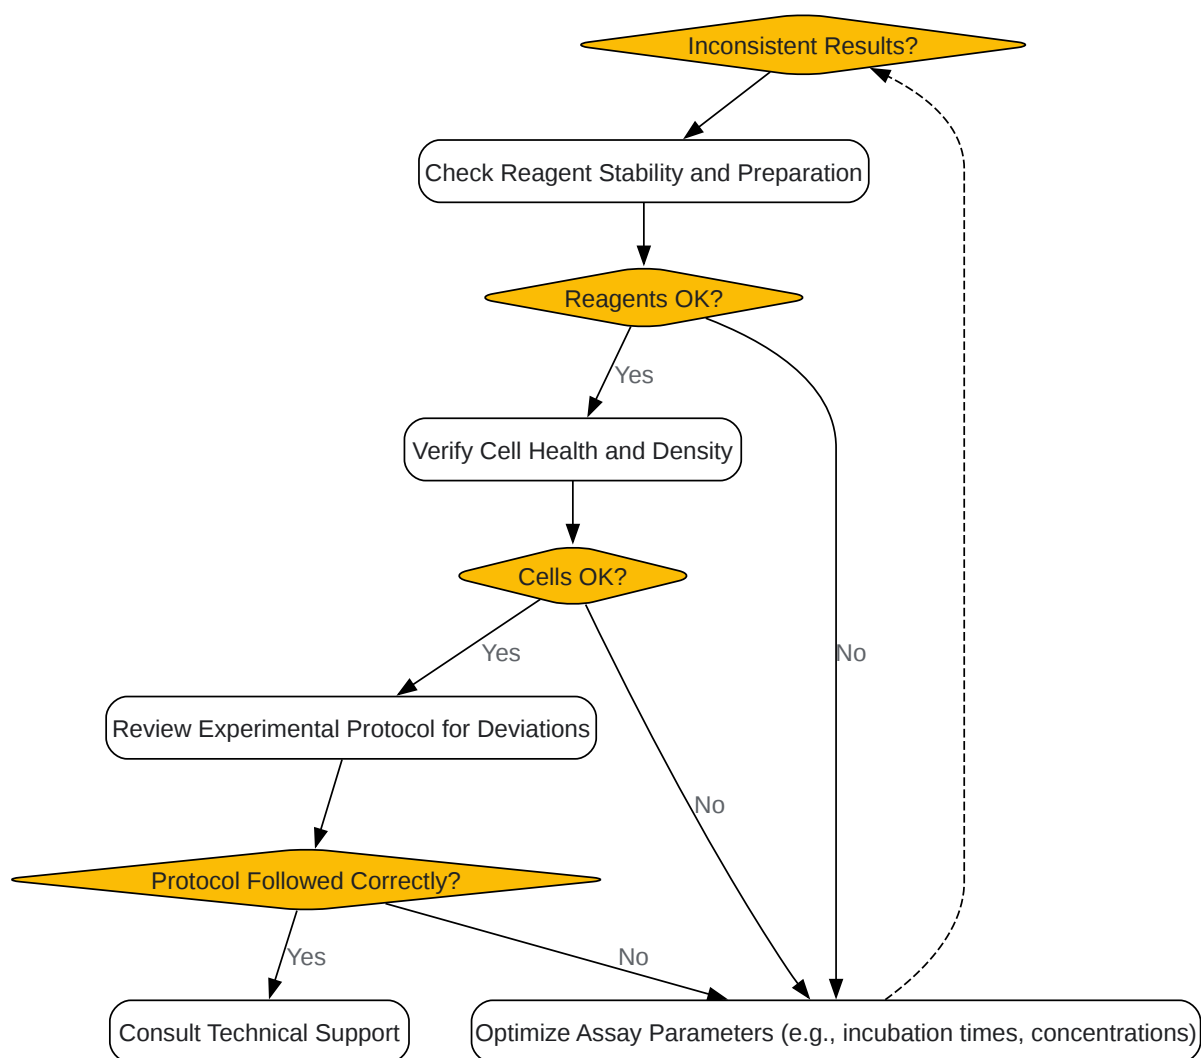 Inconsistent Results?
Check Reagent Stability and Preparation
Reagents OK?
Yes
Verify Cell Health and Density
Cells OK?
Yes
No
Review Experimental Protocol for Deviations
No
Protocol Followed Correctly?
Yes
No
Consult Technical Support
Optimize Assay Parameters (e.g., incubation times, concentrations)